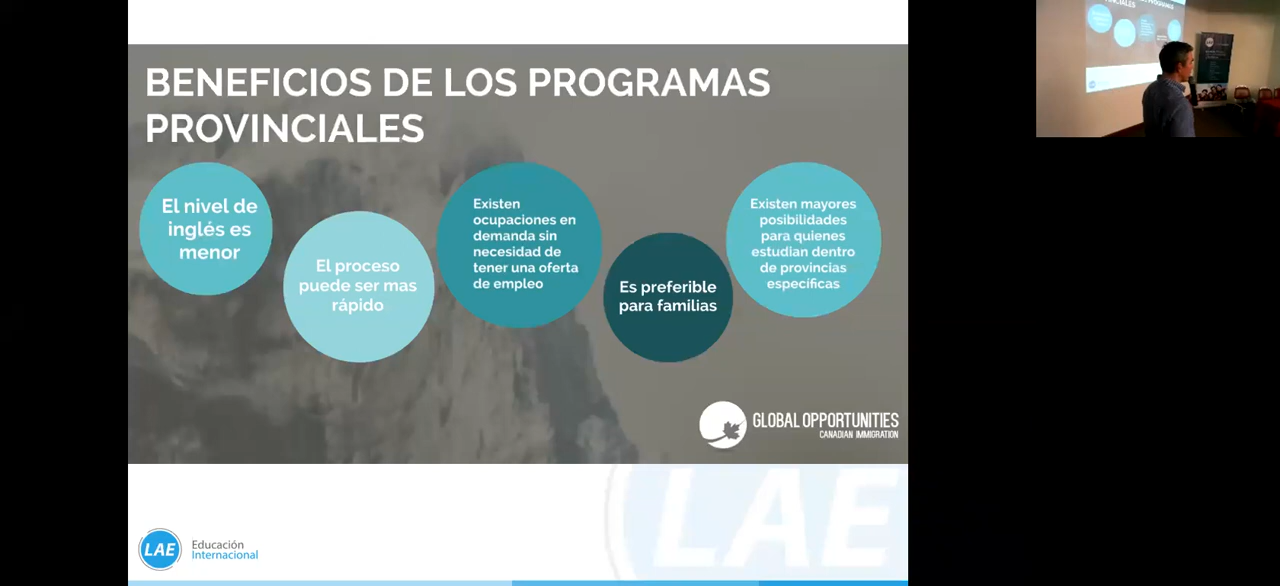 BENEFICIOS DE LOS PROGRAMAS
PROVINCIALES
El nivel de
inglés es
menor
El proceso
puede ser mas
rápido
Existen
ocupaciones en
demanda sin
necesidad de
tener una oferta
de empleo
Es preferible
para familias
Existen mayores
posibilidades
para quienes
estudian dentro
de provincias
específicas
GLOBAL OPPORTUNITIES
CANADIAN IMMIGRATION
LAE
LAE
Educación
Internacional